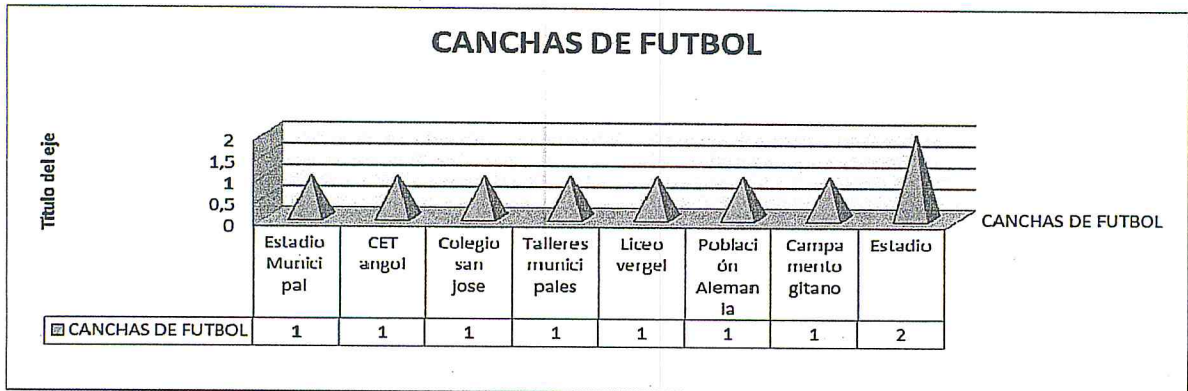 CANCHAS DE FUTBOL
Título del eje
2
1,5
1
0,5
0
CANCHAS DE FUTBOL
Estadio
Munici
pal
CET
angol
Colegio
san
Jose
Talleres
munici
pales
Liceo
vergel
Poblaci
ón
Aleman
ia
Campa
mento
gitano
Estadio
CANCHAS DE FUTBOL 1 1 1 1 1 1 1 2